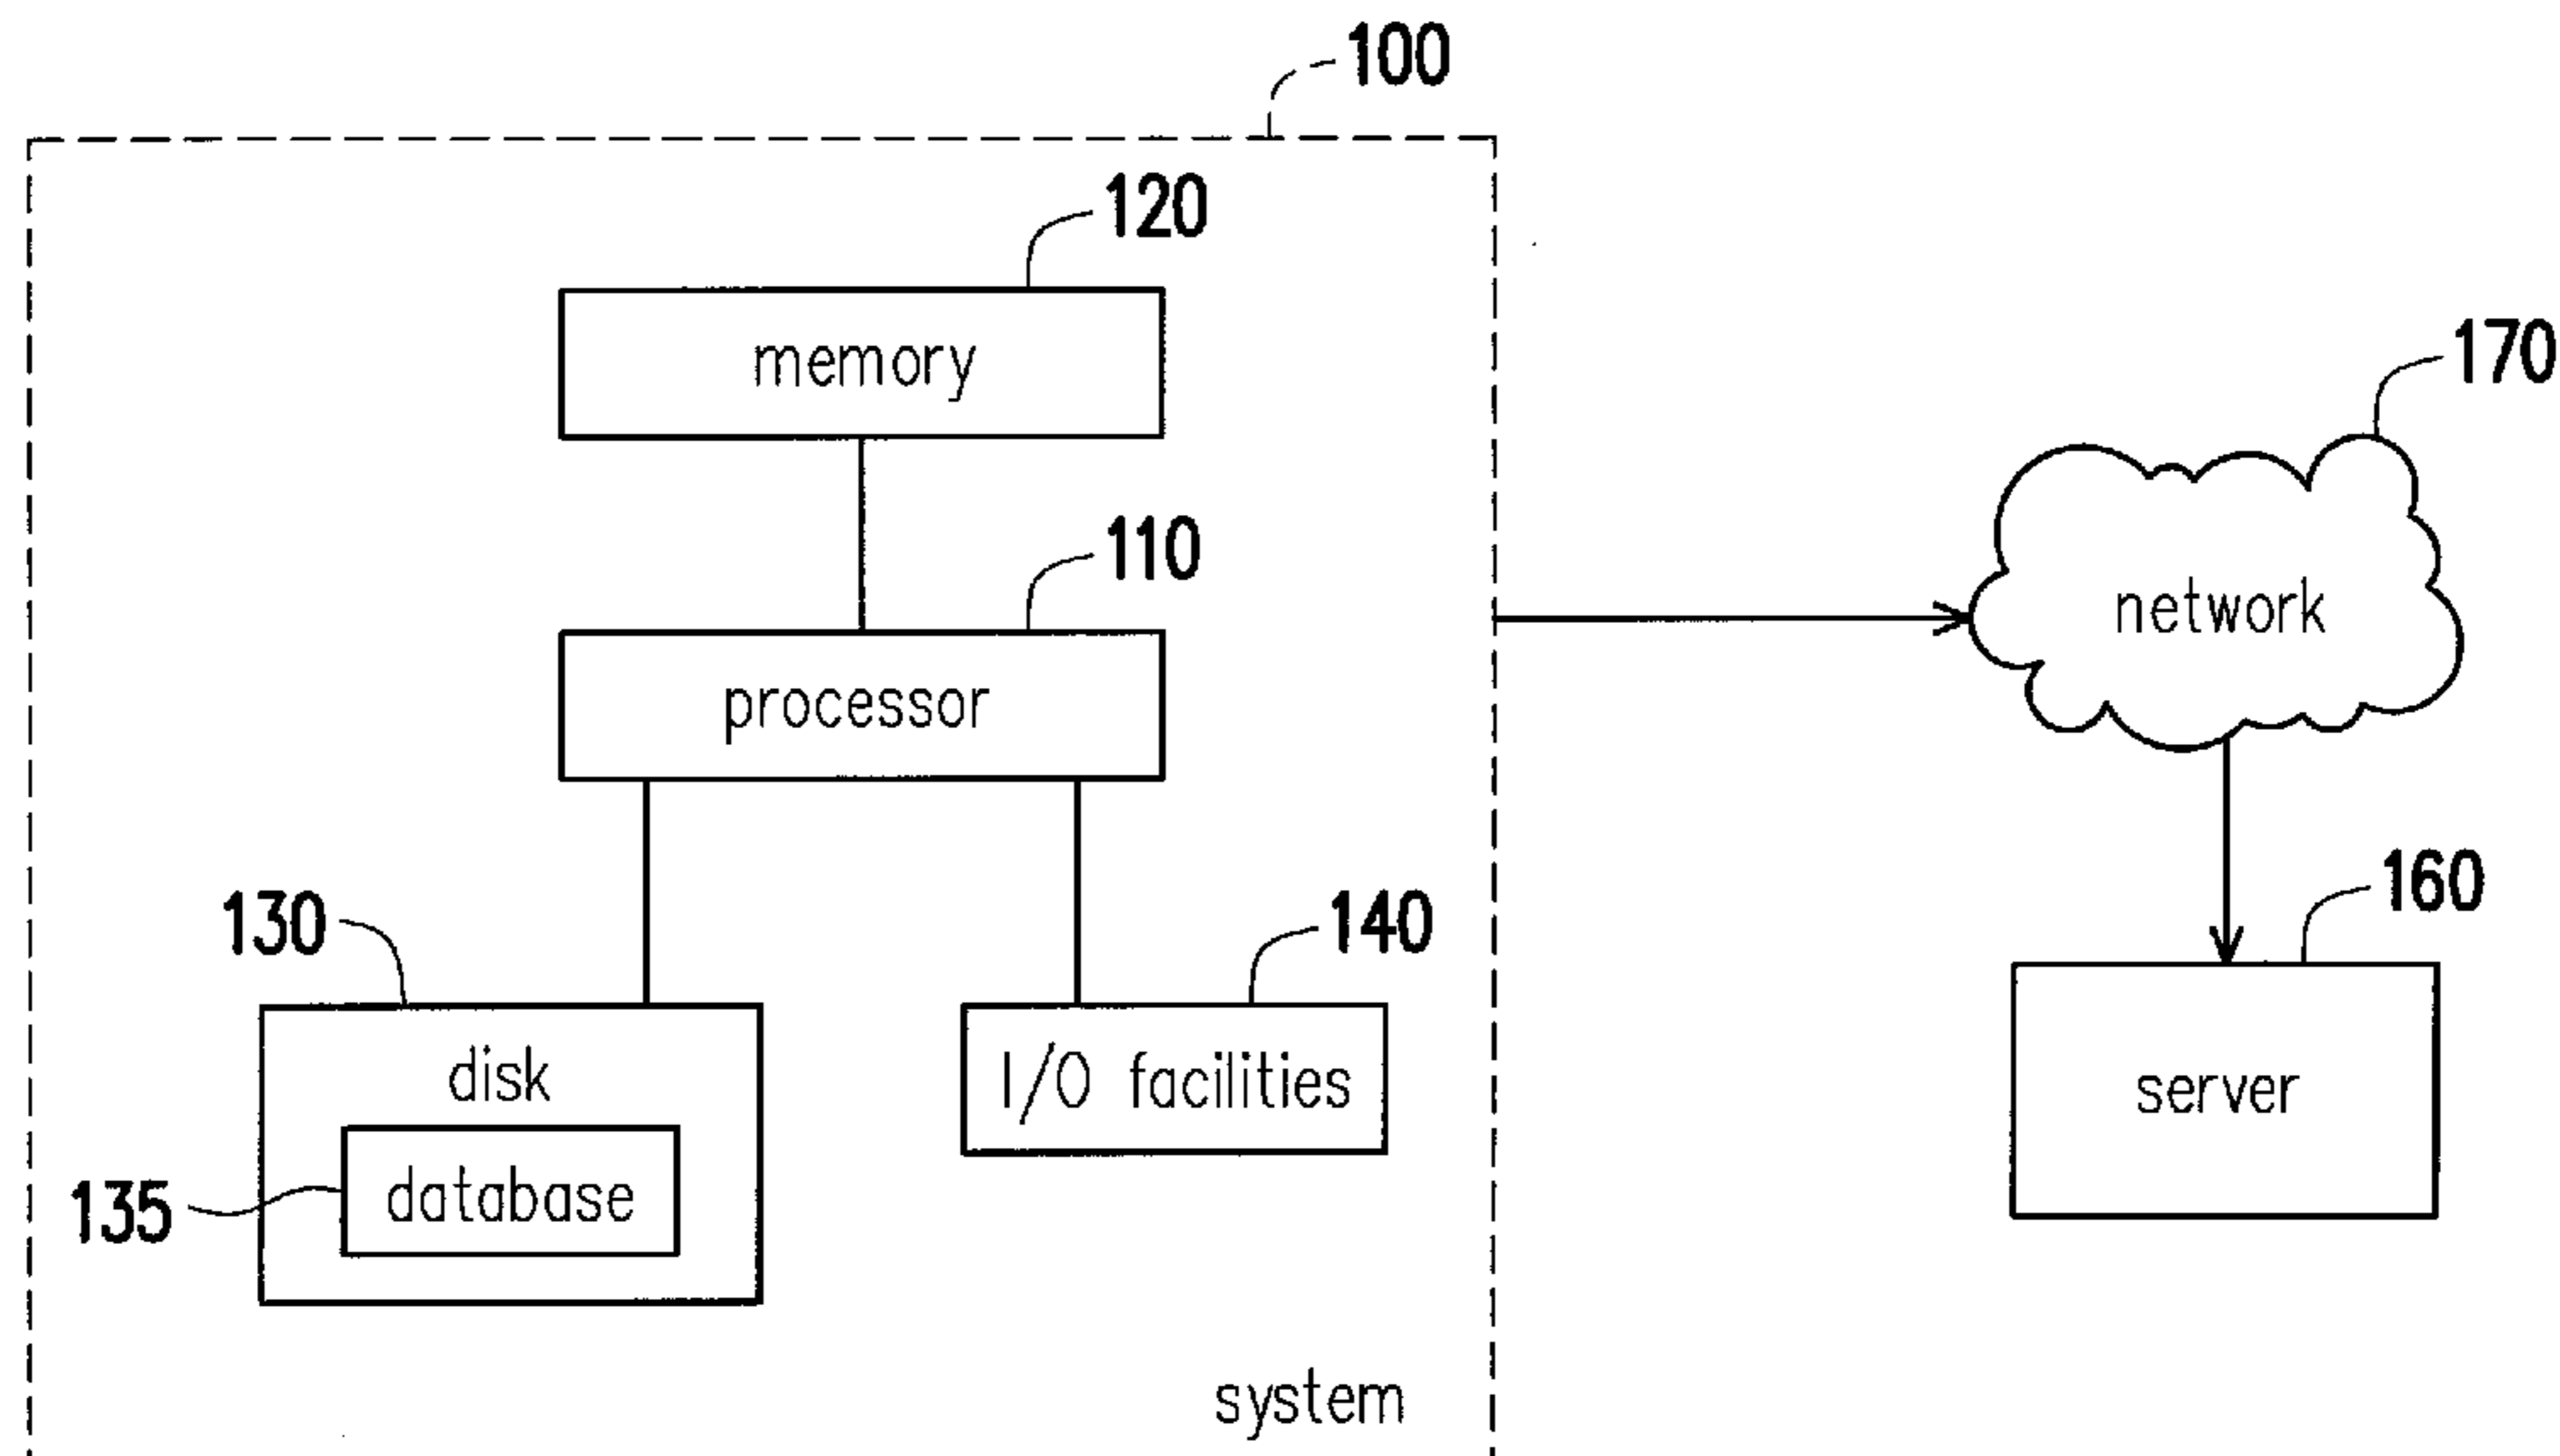 100
120
memory
170
110
network
processor
160
130
140
disk
I/O facilities
server
135
database
system